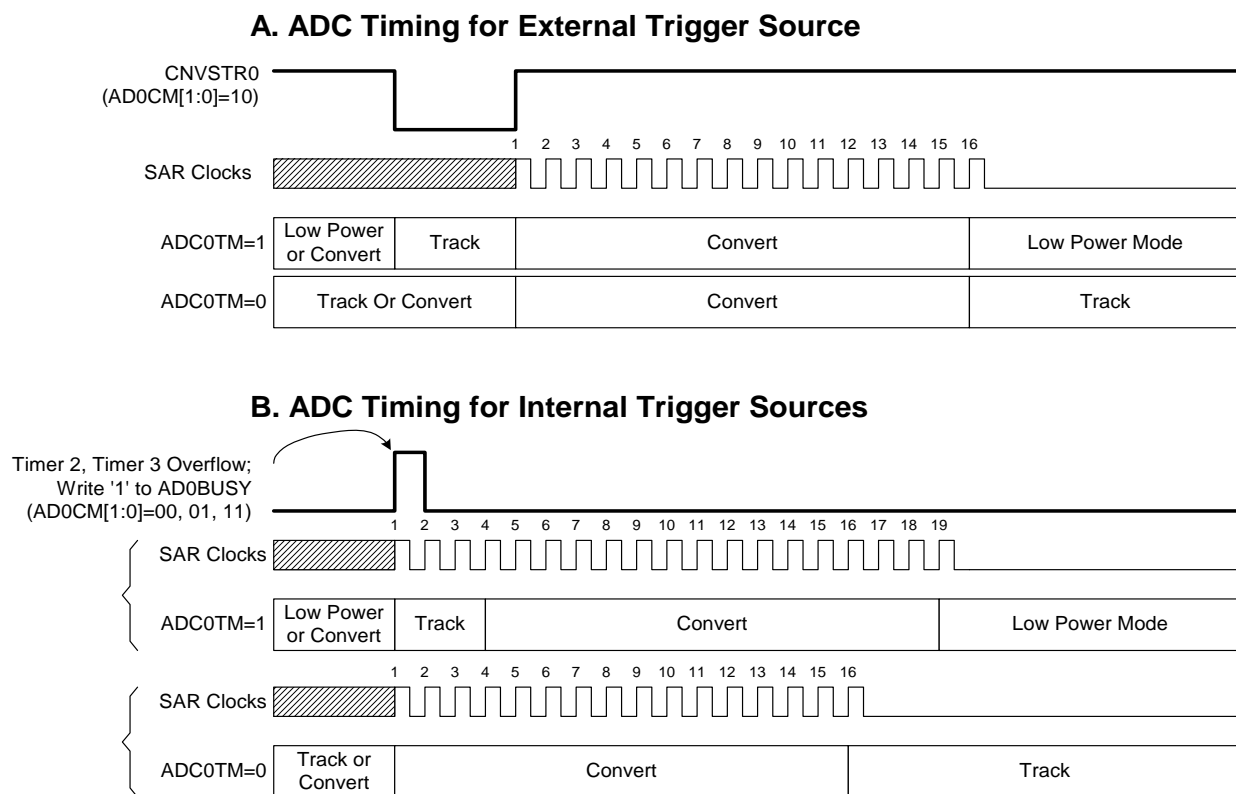 A. ADC Timing for External Trigger Source
CNVSTR0
(AD0CM[1:0]=10)
1 2 3 4 5 6 7 8 9 10 11 12 13 14 15 16
SAR Clocks
ADC0TM=1
Low Power
or Convert
Track
Convert
Low Power Mode
ADC0TM=0
Track Or Convert
Convert
Track
B. ADC Timing for Internal Trigger Sources
Timer 2, Timer 3 Overflow;
Write '1' to AD0BUSY
(AD0CM[1:0]=00, 01, 11)
1 2 3 4 5 6 7 8 9 10 11 12 13 14 15 16 17 18 19
SAR Clocks
ADC0TM=1
Low Power
or Convert
Track
Convert
Low Power Mode
1 2 3 4 5 6 7 8 9 10 11 12 13 14 15 16
SAR Clocks
ADC0TM=0
Track or
Convert
Convert
Track